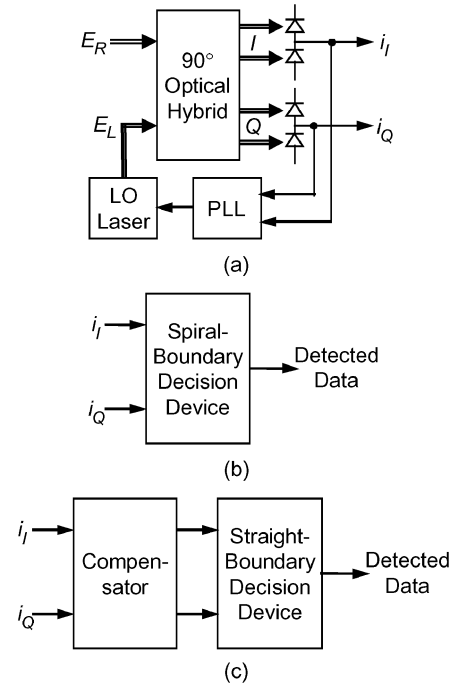 E_R
90°
Optical
Hybrid
I
i_I
E_L
Q
i_Q
LO
Laser
PLL
(a)
i_I
Spiral-
Boundary
Decision
Device
Detected
Data
i_Q
(b)
i_I
Compen-
sator
Straight-
Boundary
Decision
Device
Detected
Data
i_Q
(c)